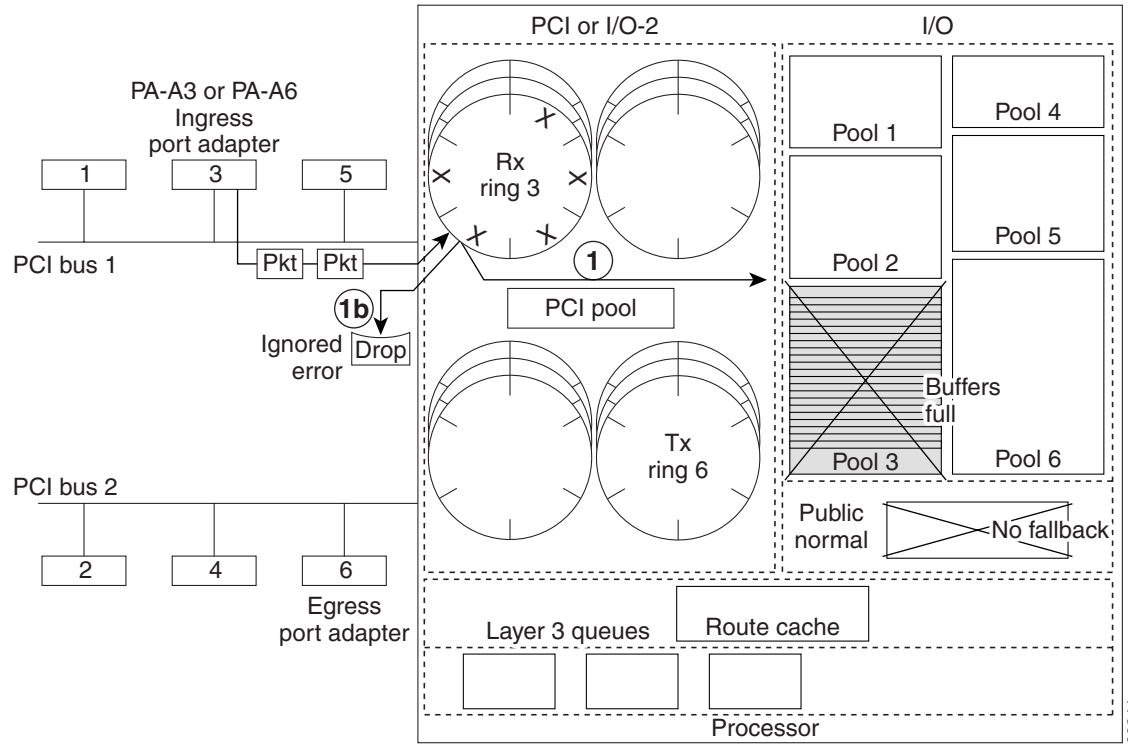 PCI or I/O-2
I/O
PA-A3 or PA-A6
Ingress
port adapter
1
3
5
PCI bus 1
Pkt
Pkt
1b
Ignored
error
Drop
Rx
ring 3
X
X
X
X
X
1
PCI pool
Tx
ring 6
Pool 1
Pool 2
Pool 3
Pool 4
Pool 5
Pool 6
Buffers
full
Public
normal
No fallback
PCI bus 2
2
4
6
Egress
port adapter
Layer 3 queues
Route cache
Processor